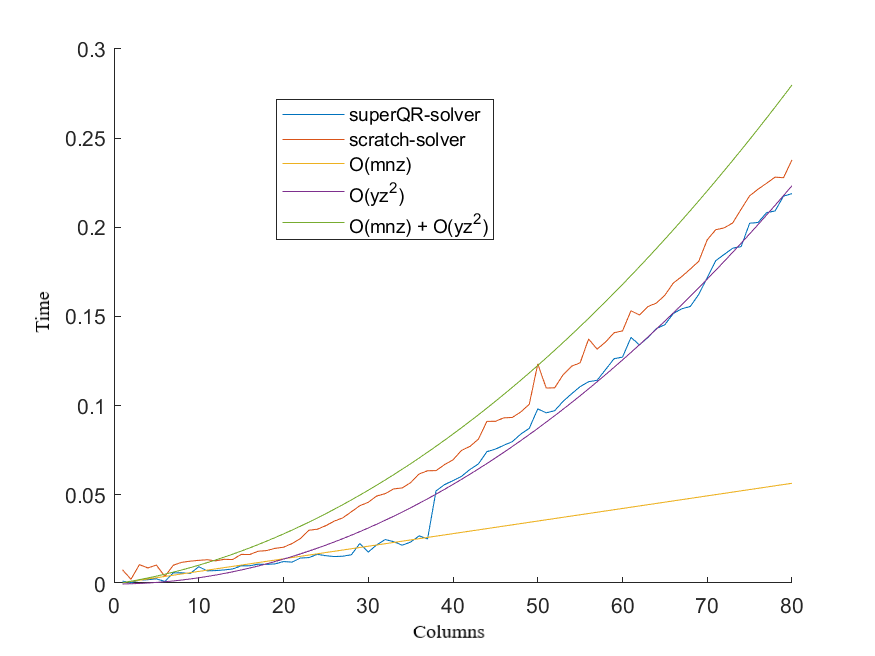 0.3
0.25
0.2
0.15
0.1
0.05
0
Time
superQR-solver
scratch-solver
O(mnz)
O(yz²)
O(mnz) + O(yz²)
0 10 20 30 40 50 60 70 80
Columns